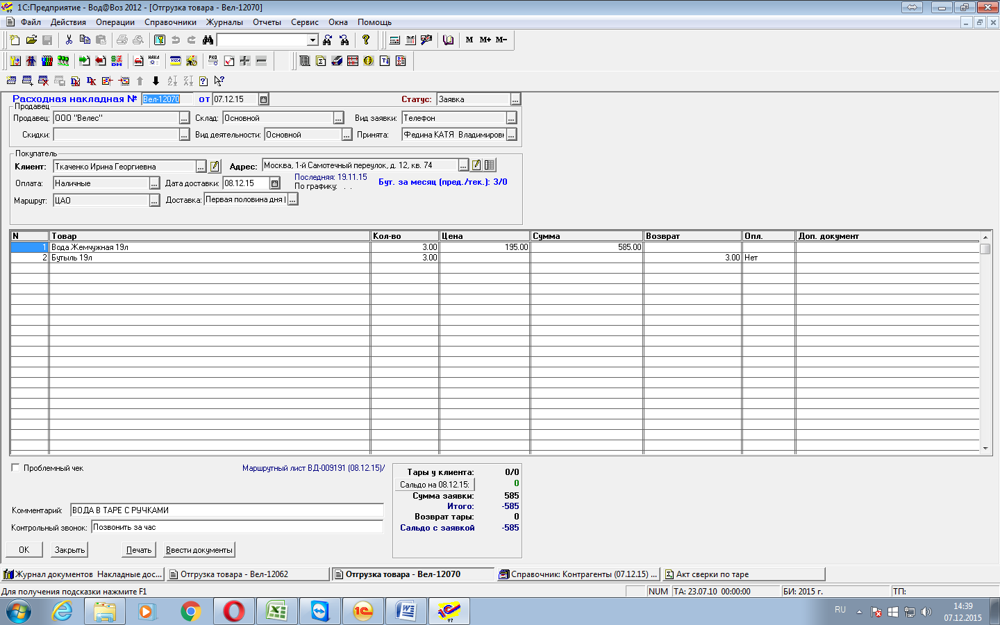 1С:Предприятие - Вод@Воз 2012 - [Отгрузка товара - Вел-12070]
Файл Действия Операции Справочники Журналы Отчеты Сервис Окна Помощь
M M+ M−
Расходная накладная № Вел-12070 от 07.12.15 Статус: Заявка ...
Продавец
Продавец: ООО "Велес" ... Склад: Основной ... Вид заявки: Телефон ...
Скидки: ... Вид деятельности: Основной ... Принята: Федина КАТЯ Владимировн ...
Покупатель
Клиент: Ткаченко Ирина Георгиевна ... Адрес: Москва, 1-й Самотечный переулок, д. 12, кв. 74 ...
Оплата: Наличные ... Дата доставки: 08.12.15 Последняя: 19.11.15
По графику: . . Бут. за месяц (пред./тек.): 3/0
Маршрут: ЦАО ... Доставка: Первая половина дня ...
N Товар Кол-во Цена Сумма Возврат Опл. Доп. документ
1 Вода Жемчужная 19л 3.00 195.00 585.00
2 Бутыль 19л 3.00 3.00 Нет
Проблемный чек Маршрутный лист ВД-009191 (08.12.15)/
Тары у клиента: 0/0
Сальдо на 08.12.15: 0
Сумма заявки: 585
Итого: -585
Возврат тары: 0
Сальдо с заявкой -585
Комментарий: ВОДА В ТАРЕ С РУЧКАМИ
Контрольный звонок: Позвонить за час
OK Закрыть Печать Ввести документы
Журнал документов Накладные дос... Отгрузка товара - Вел-12062 Отгрузка товара - Вел-12070 Справочник: Контрагенты (07.12.15) ... Акт сверки по таре
Для получения подсказки нажмите F1 NUM ТА: 23.07.10 00:00:00 БИ: 2015 г. ТП:
RU 14:39
07.12.2015